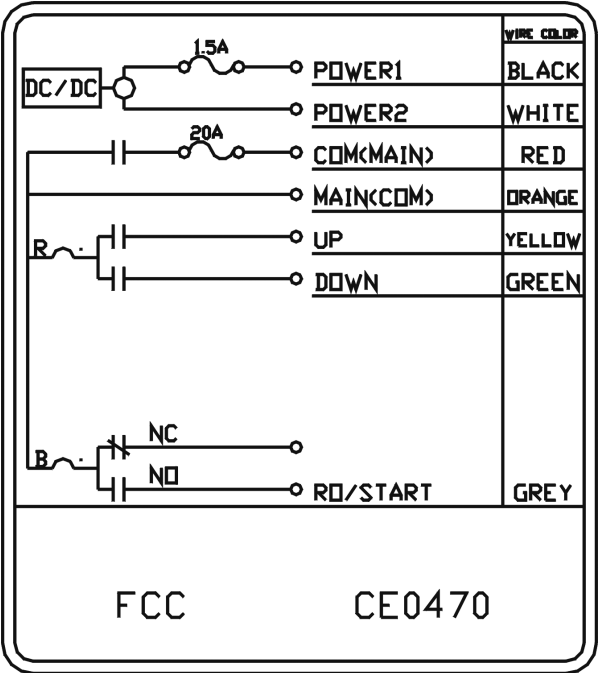 WIRE COLOR
1.5A
DC/DC
POWER1 BLACK
POWER2 WHITE
20A
COM(MAIN) RED
MAIN(COM) ORANGE
R
UP YELLOW
DOWN GREEN
NC
B
NO
RO/START GREY
FCC CE0470